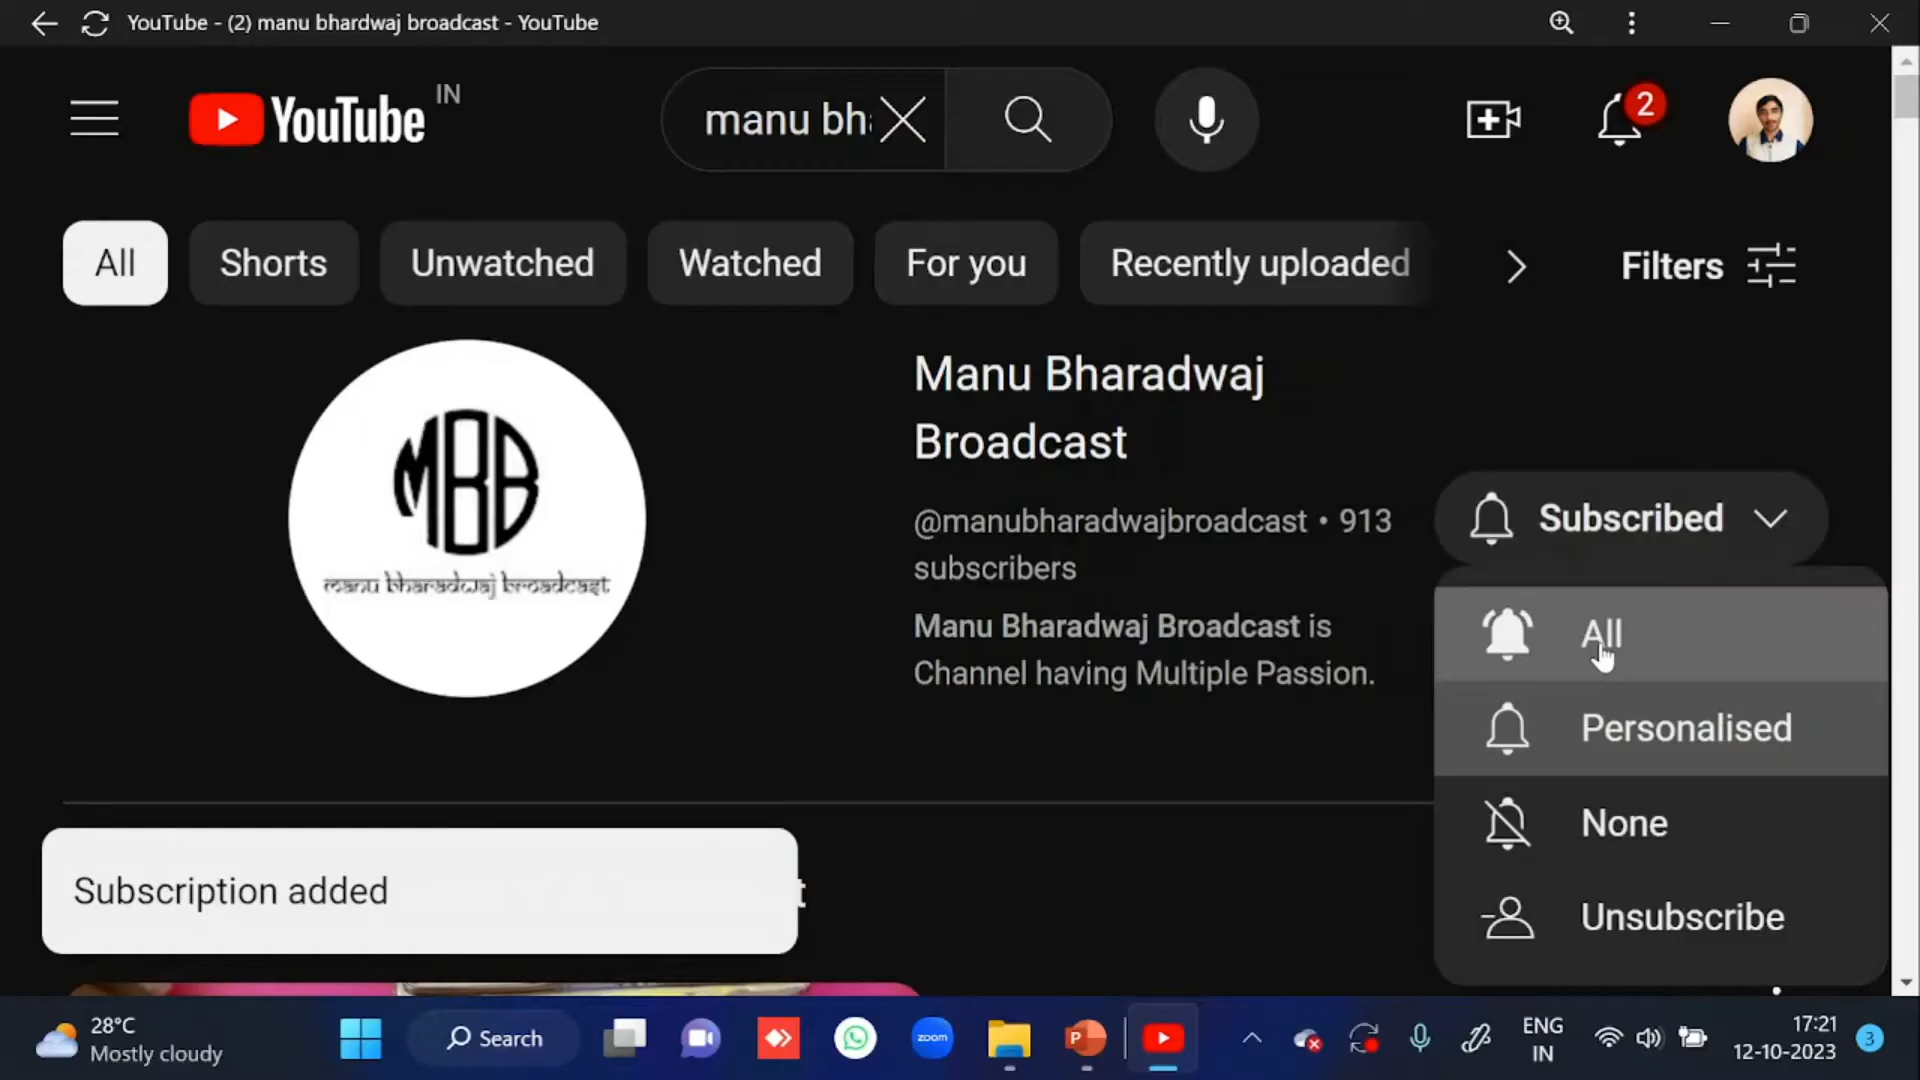 YouTube - (2) manu bhardwaj broadcast - YouTube
YouTube IN
manu bh
2
All Shorts Unwatched Watched For you Recently uploaded Filters
MBB
manu bharadwaj broadcast
Manu Bharadwaj
Broadcast
@manubharadwajbroadcast • 913
subscribers
Manu Bharadwaj Broadcast is
Channel having Multiple Passion.
Subscribed
All
Personalised
None
Unsubscribe
Subscription added
28°C
Mostly cloudy
Search
zoom
ENG
IN
17:21
12-10-2023
3